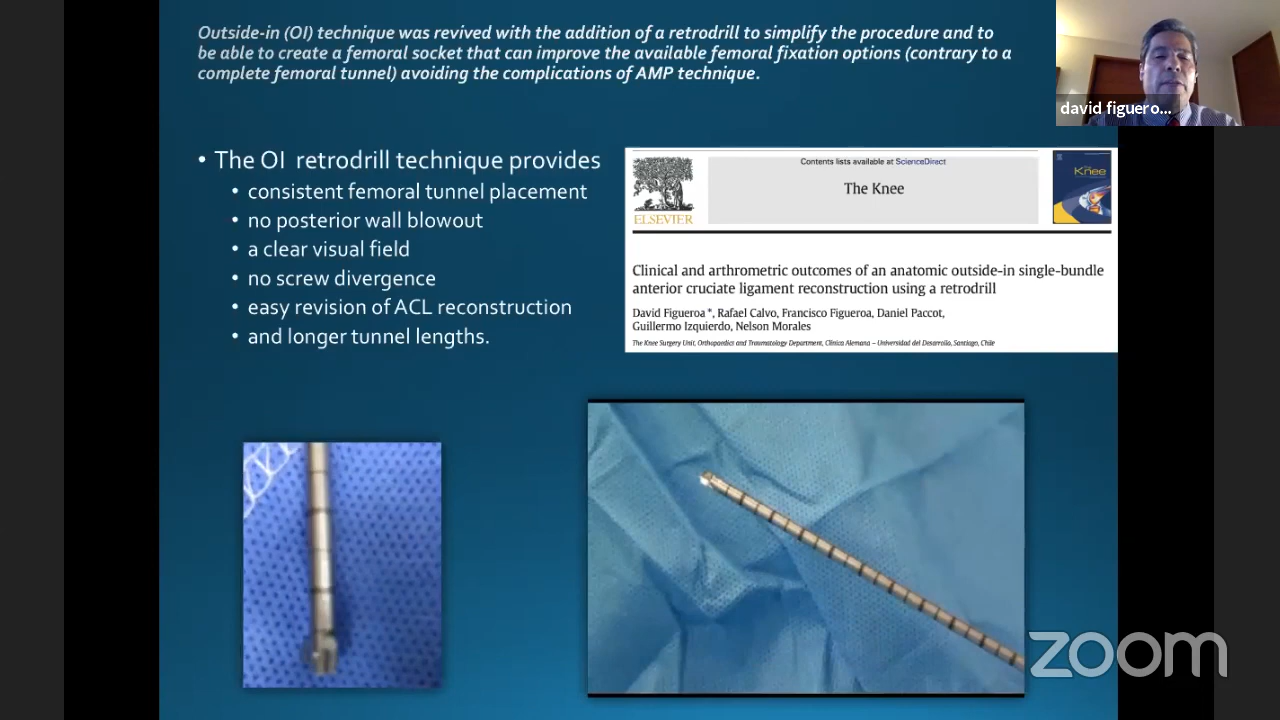 Outside-in (OI) technique was revived with the addition of a retrodrill to simplify the procedure and to
be able to create a femoral socket that can improve the available femoral fixation options (contrary to a
complete femoral tunnel) avoiding the complications of AMP technique.
david figuero...
• The OI retrodrill technique provides
• consistent femoral tunnel placement
• no posterior wall blowout
• a clear visual field
• no screw divergence
• easy revision of ACL reconstruction
• and longer tunnel lengths.
Contents lists available at ScienceDirect
The Knee
ELSEVIER
Knee
Clinical and arthrometric outcomes of an anatomic outside-in single-bundle
anterior cruciate ligament reconstruction using a retrodrill
David Figueroa *, Rafael Calvo, Francisco Figueroa, Daniel Paccot,
Guillermo Izquierdo, Nelson Morales
The Knee Surgery Unit, Orthopaedics and Traumatology Department, Clínica Alemana – Universidad del Desarrollo, Santiago, Chile
zoom